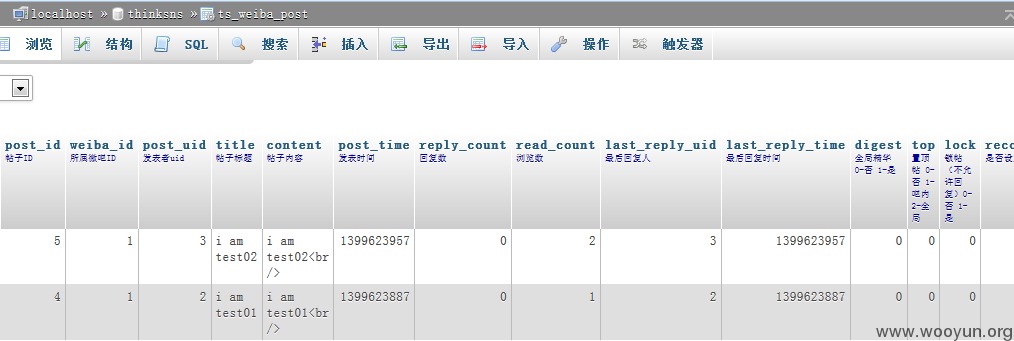 localhost » thinksns » ts_weiba_post
浏览 结构 SQL 搜索 插入 导出 导入 操作 触发器
post_id weiba_id post_uid title content post_time reply_count read_count last_reply_uid last_reply_time digest top lock reco
帖子ID 所属微吧ID 发表者uid 帖子标题 帖子内容 发表时间 回复数 浏览数 最后回复人 最后回复时间 全局精华 置顶 锁帖 是否设
0-否 1-是 帖 0- (不允
否 1- 许回
吧内 复)0-
2-全 否 1-
局 是
5 1 3 i am i am 1399623957 0 2 3 1399623957 0 0 0
test02 test02<br
/>
4 1 2 i am i am 1399623887 0 1 2 1399623887 0 0 0
test01 test01<br
/>
www.wooyun.org